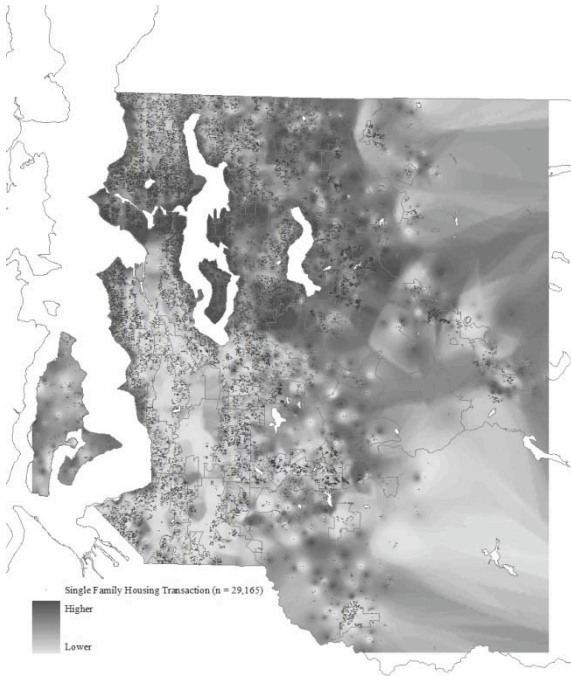 Single Family Housing Transaction (n = 29,165)
Higher
Lower